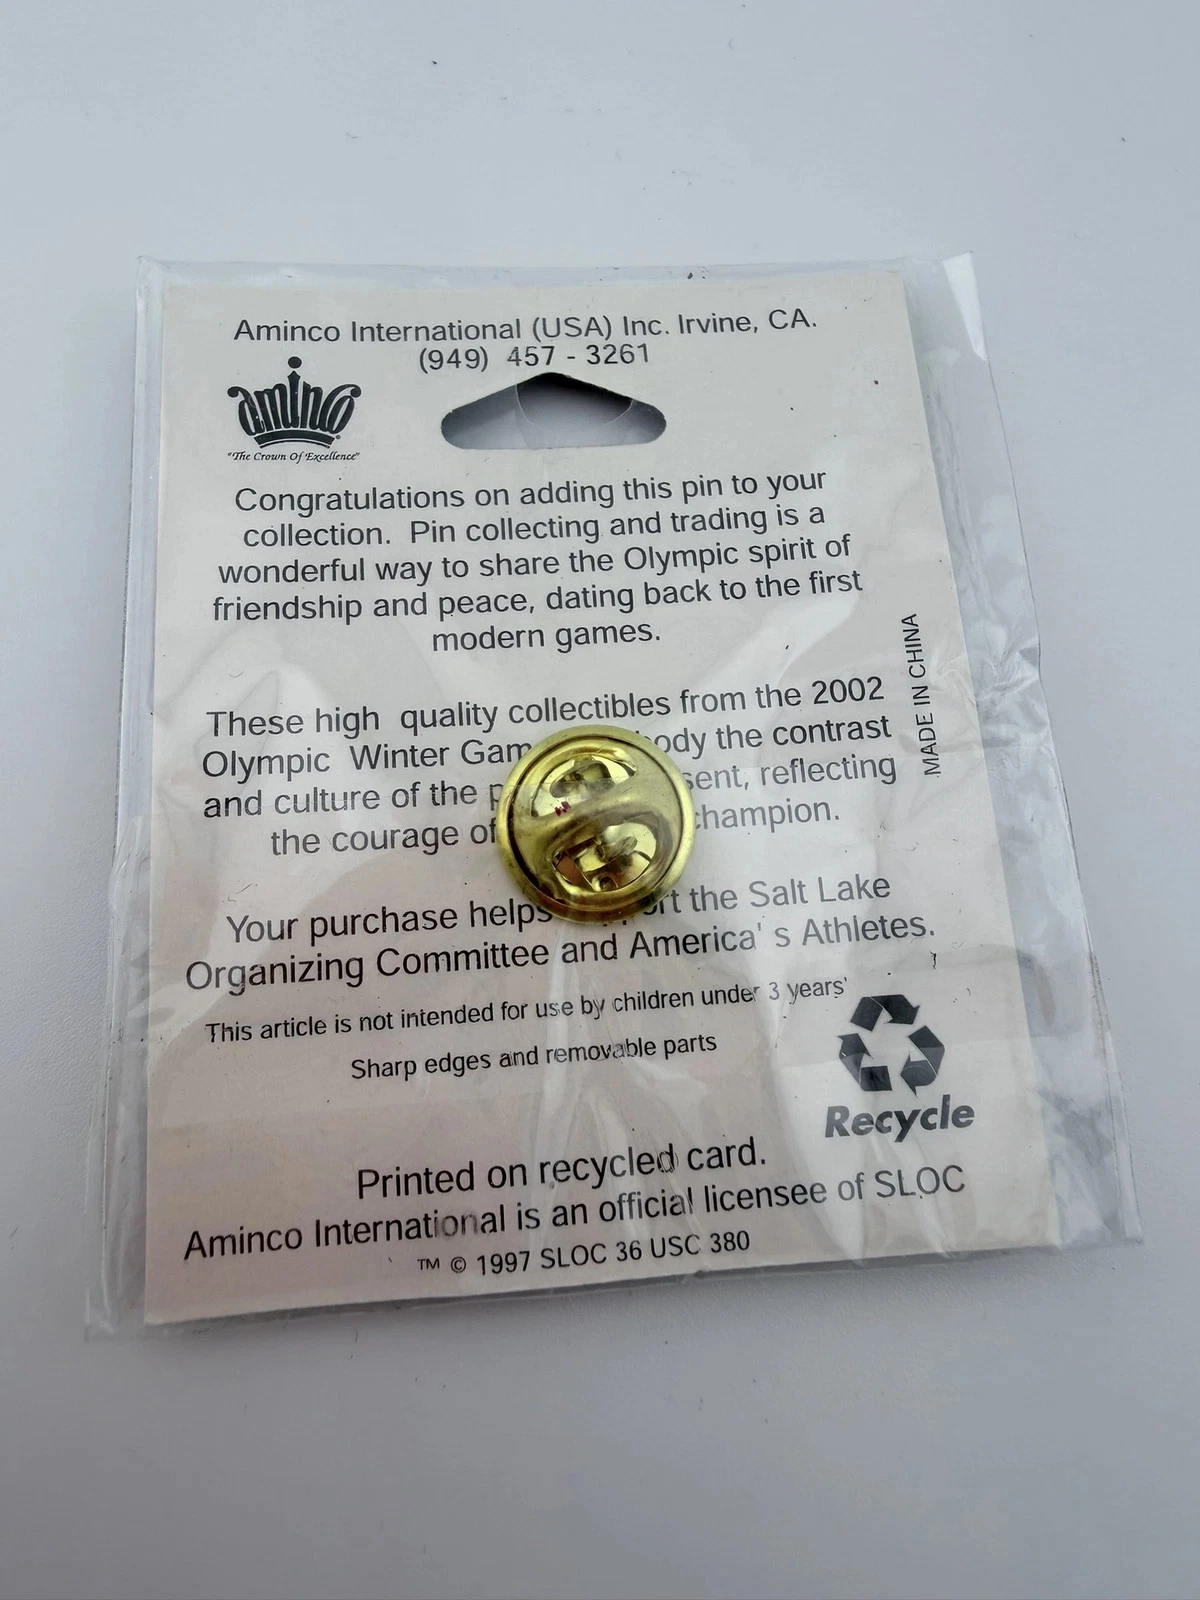 Aminco International (USA) Inc. Irvine, CA.
(949) 457 - 3261
aminco
"The Crown Of Excellence"
Congratulations on adding this pin to your
collection. Pin collecting and trading is a
wonderful way to share the Olympic spirit of
friendship and peace, dating back to the first
modern games.
MADE IN CHINA
These high quality collectibles from the 2002
Olympic Winter Gam body the contrast
and culture of the p sent, reflecting
the courage of champion.
Your purchase helps ort the Salt Lake
Organizing Committee and America's Athletes.
This article is not intended for use by children under 3 years'
Sharp edges and removable parts
Recycle
Printed on recycled card.
Aminco International is an official licensee of SLOC
™ © 1997 SLOC 36 USC 380